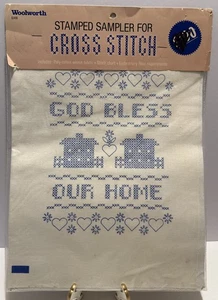 Woolworth
STAMPED SAMPLER FOR
CROSS STITCH
GOD BLESS
OUR HOME